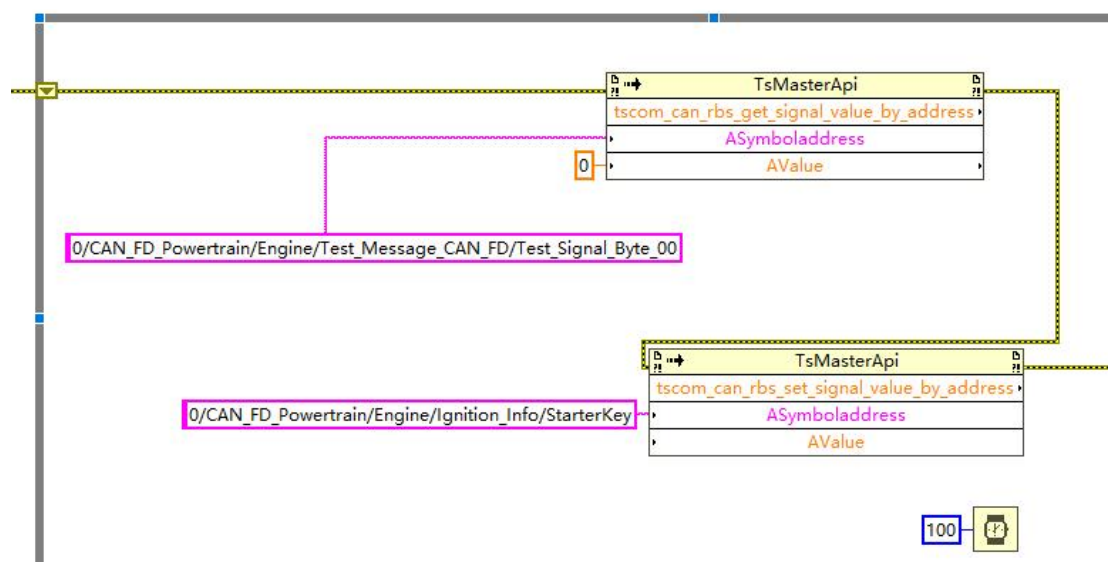 TsMasterApi
tscom_can_rbs_get_signal_value_by_address
ASymboladdress
0
AValue
0/CAN_FD_Powertrain/Engine/Test_Message_CAN_FD/Test_Signal_Byte_00
TsMasterApi
tscom_can_rbs_set_signal_value_by_address
0/CAN_FD_Powertrain/Engine/Ignition_Info/StarterKey
ASymboladdress
AValue
100